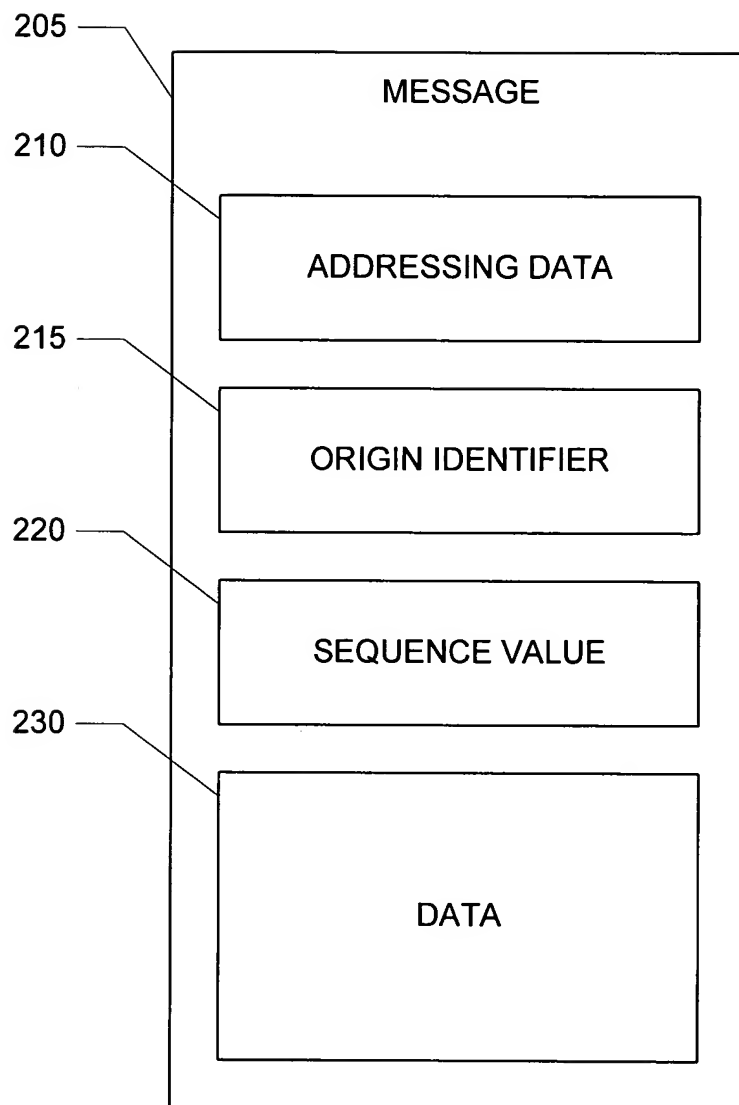 205
MESSAGE
210
ADDRESSING DATA
215
ORIGIN IDENTIFIER
220
SEQUENCE VALUE
230
DATA